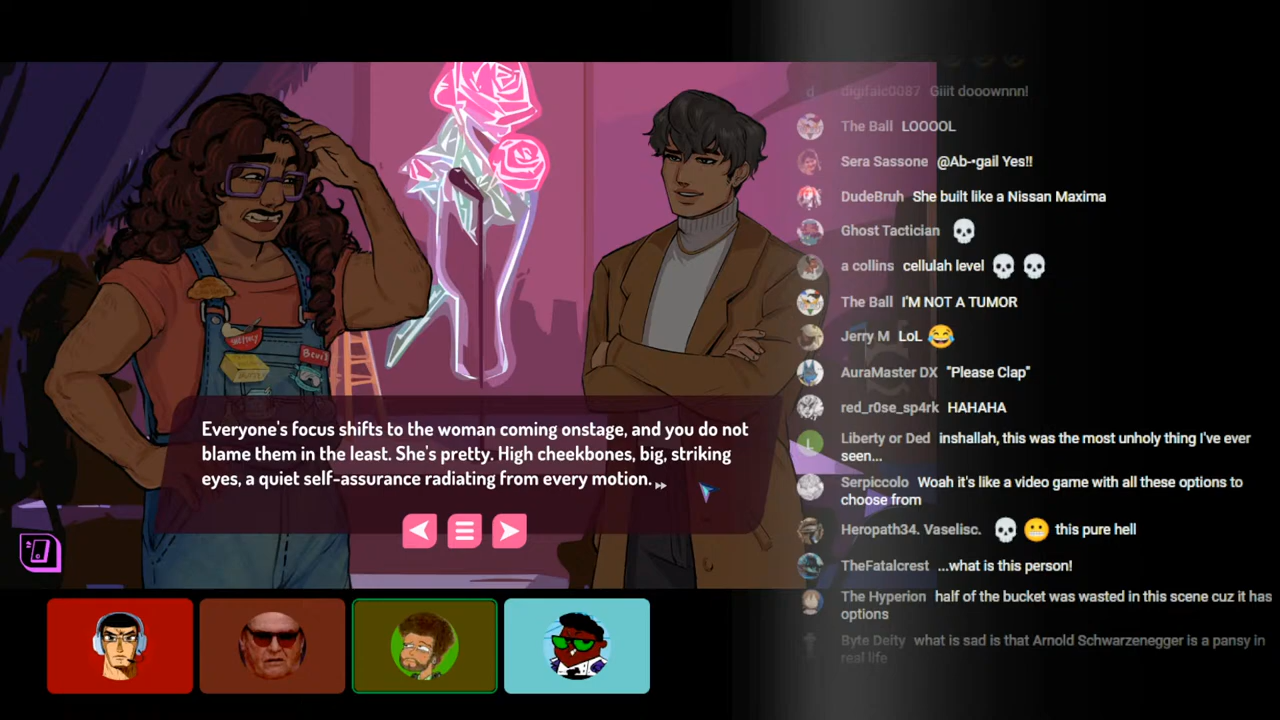 digifalc0087 Giiit dooownnn!
The Ball LOOOOL
Sera Sassone @Ab-•gail Yes!!
DudeBruh She built like a Nissan Maxima
Ghost Tactician 💀
a collins cellulah level 💀 💀
The Ball I'M NOT A TUMOR
Jerry M LoL 😂
AuraMaster DX "Please Clap"
red_r0se_sp4rk HAHAHA
Liberty or Ded inshallah, this was the most unholy thing I've ever
seen...
Serpiccolo Woah it's like a video game with all these options to
choose from
Heropath34. Vaselisc. 💀 😬 this pure hell
TheFatalcrest ...what is this person!
The Hyperion half of the bucket was wasted in this scene cuz it has
options
Byte Deity what is sad is that Arnold Schwarzenegger is a pansy in
real life
Everyone's focus shifts to the woman coming onstage, and you do not
blame them in the least. She's pretty. High cheekbones, big, striking
eyes, a quiet self-assurance radiating from every motion.